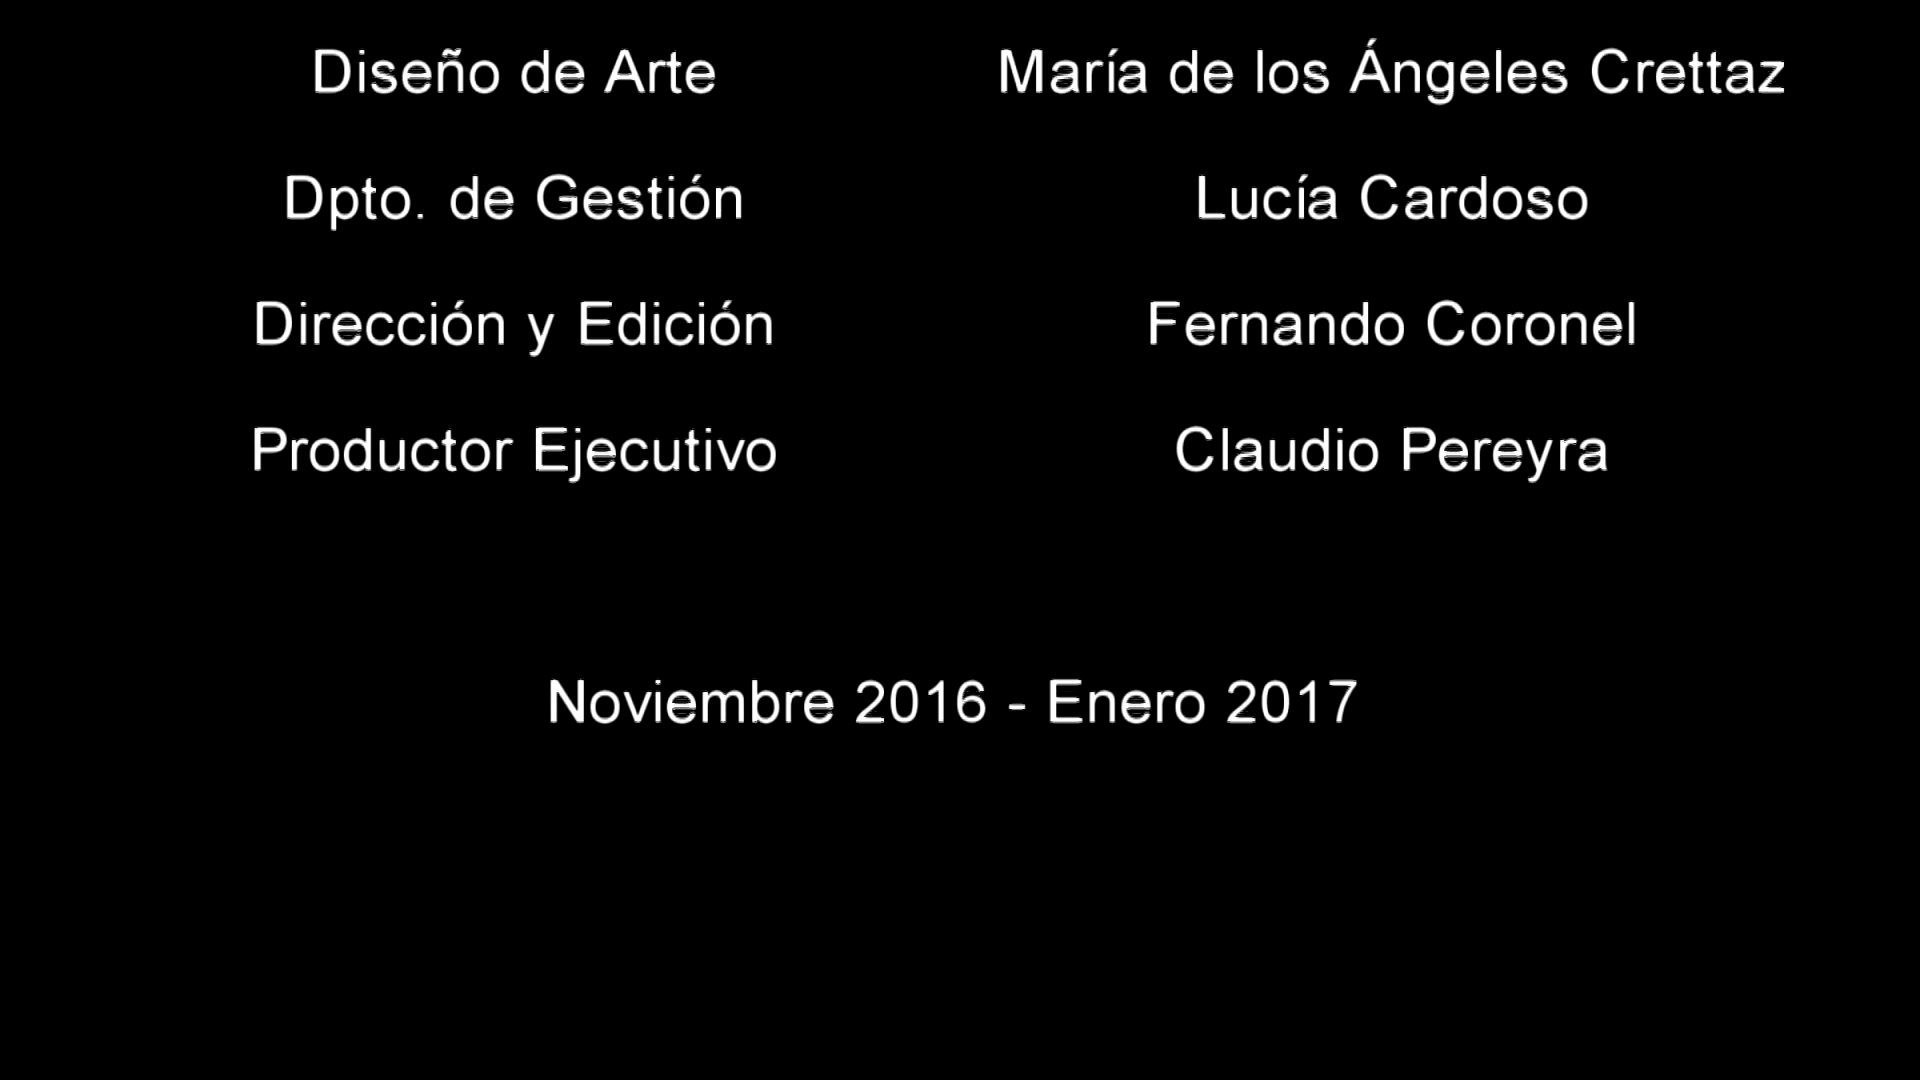 Diseño de Arte María de los Ángeles Crettaz
Dpto. de Gestión Lucía Cardoso
Dirección y Edición Fernando Coronel
Productor Ejecutivo Claudio Pereyra
Noviembre 2016 - Enero 2017